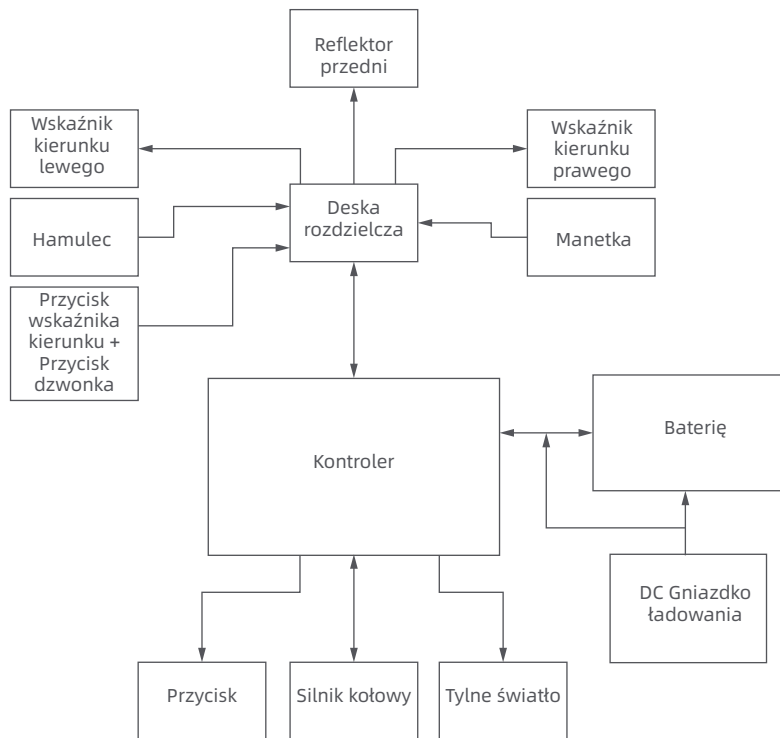 Reflektor
przedni
Wskaźnik
kierunku
lewego
Wskaźnik
kierunku
prawego
Deska
rozdzielcza
Hamulec
Manetka
Przycisk
wskaźnika
kierunku +
Przycisk
dzwonka
Kontroler
Baterię
DC Gniazdko
ładowania
Przycisk
Silnik kołowy
Tylne światło